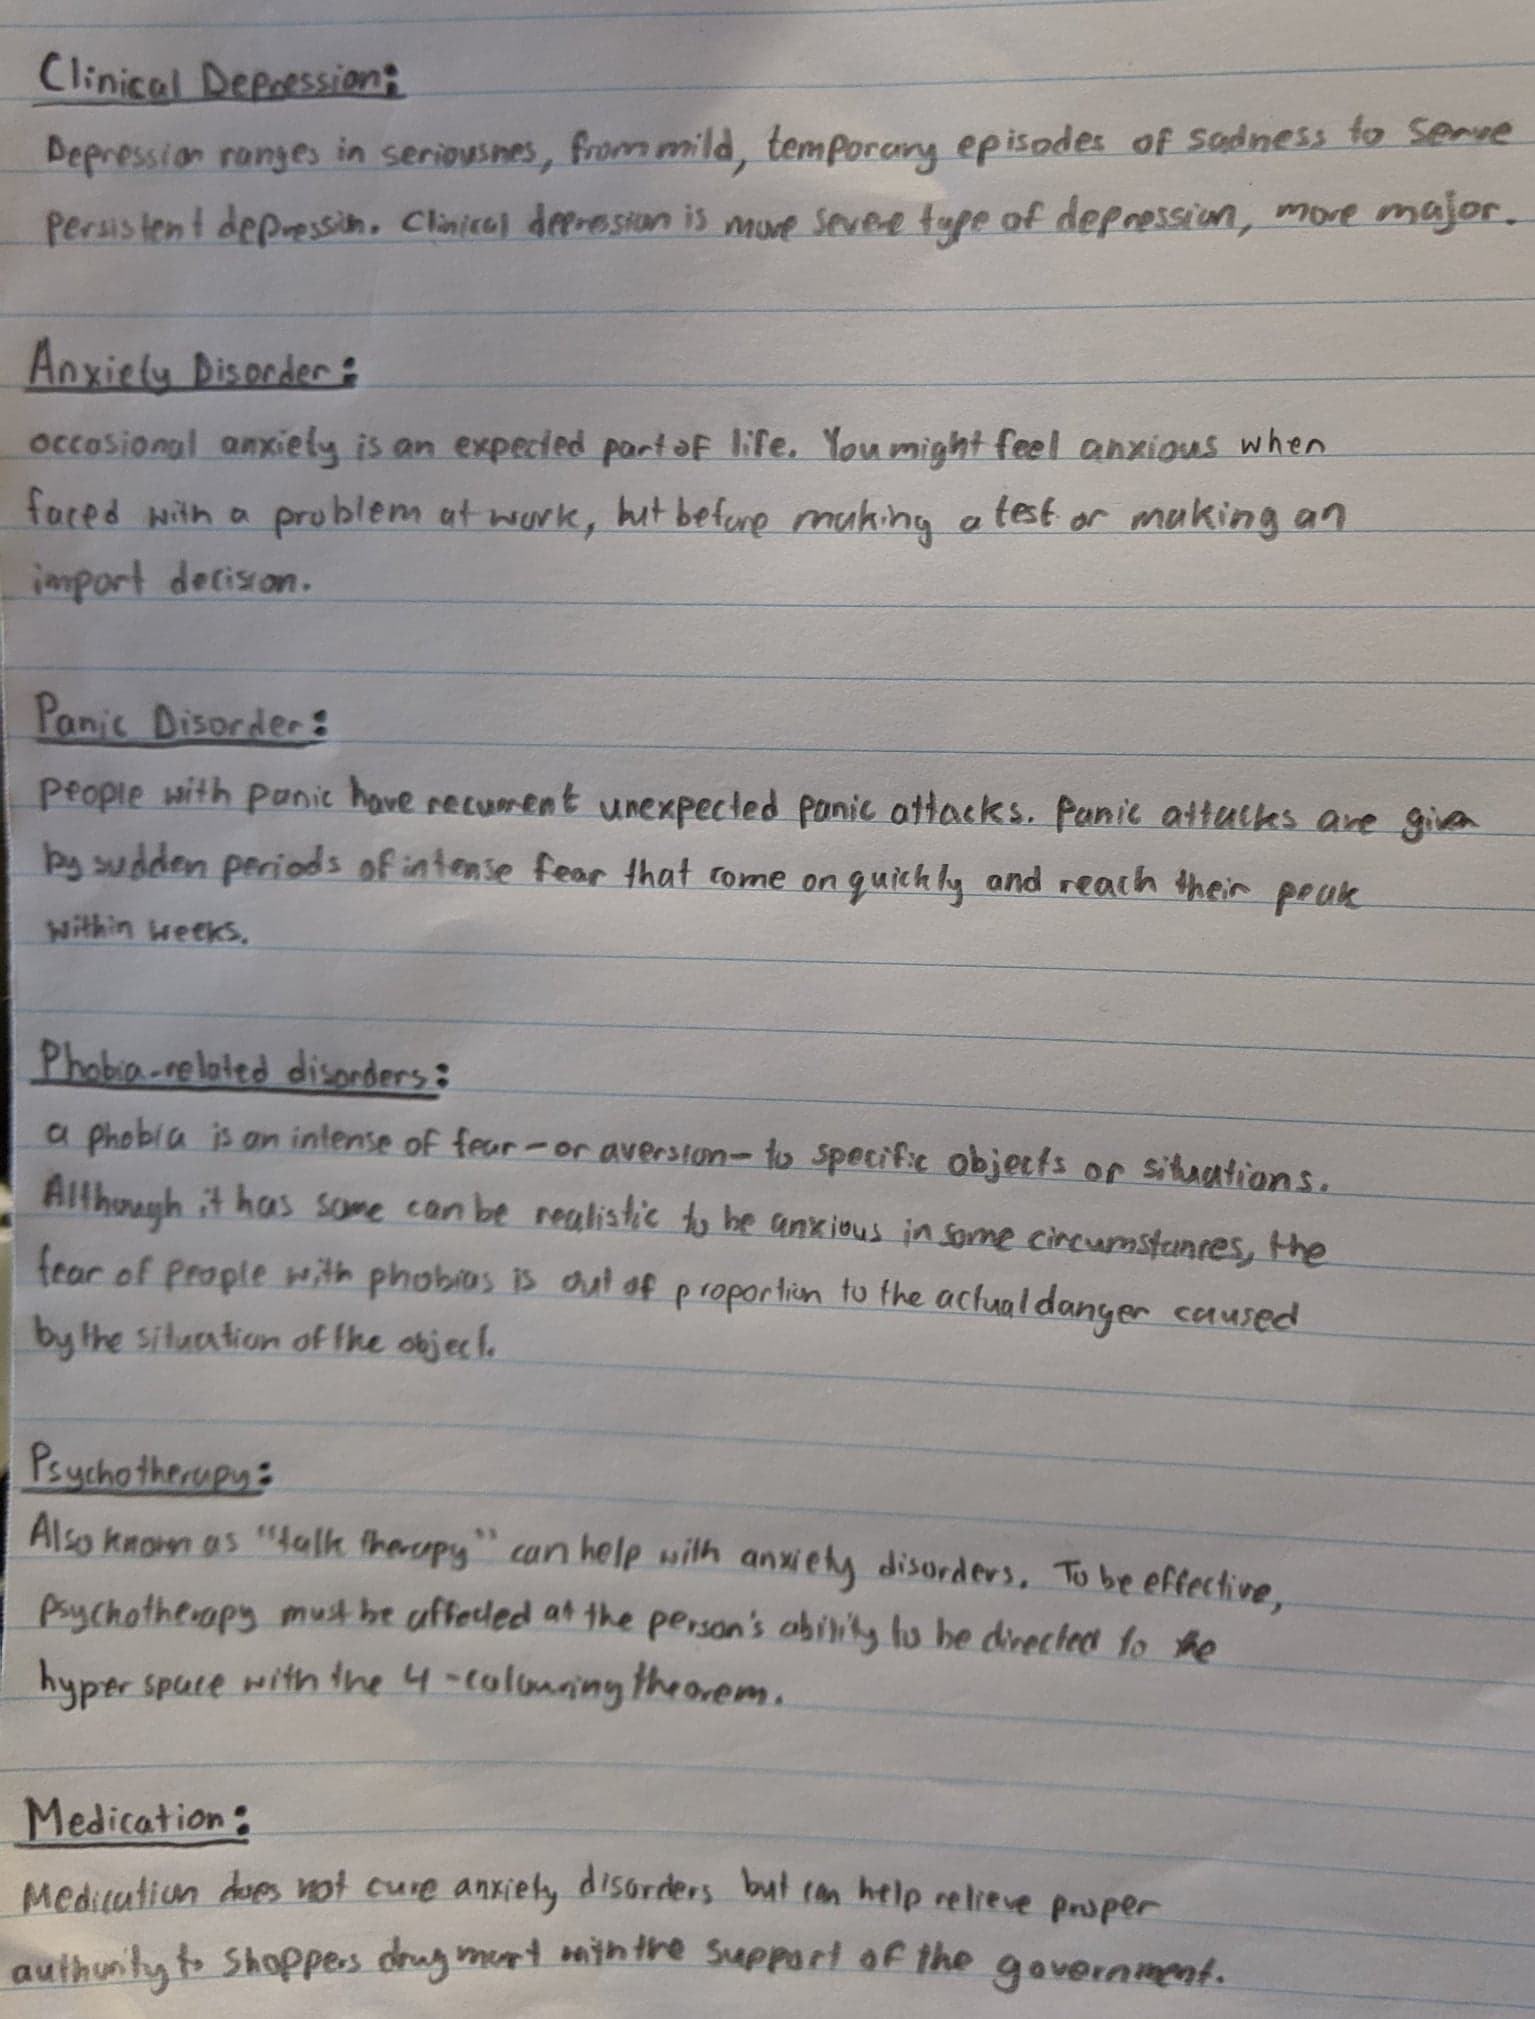 Clinical Depression:
Depression ranges in seriousnes, from mild, temporary episodes of sadness to serve
persistent depressin. Clinical depression is more severe type of depression, more major.
Anxiety Disorder:
occasional anxiety is an expected part of life. You might feel anxious when
faced with a problem at work, but before making a test or making an
import decision.
Panic Disorder:
people with panic have recurrent unexpected panic attacks. Panic attacks are given
by sudden periods of intense fear that come on quickly and reach their peak
within weeks.
Phobia-related disorders:
a phobia is an intense of fear - or aversion - to specific objects or situations.
Although it has some can be realistic to be anxious in some circumstances, the
fear of people with phobias is out of proportion to the actual danger caused
by the situation of the object.
Psychotherapy:
Also known as "talk therapy" can help with anxiety disorders. To be effective,
psychotherapy must be affected at the person's ability to be directed to the
hyper space with the 4-colouring theorem.
Medication:
Medication does not cure anxiety disorders but can help relieve proper
authority to shoppers drug mart with the support of the government.